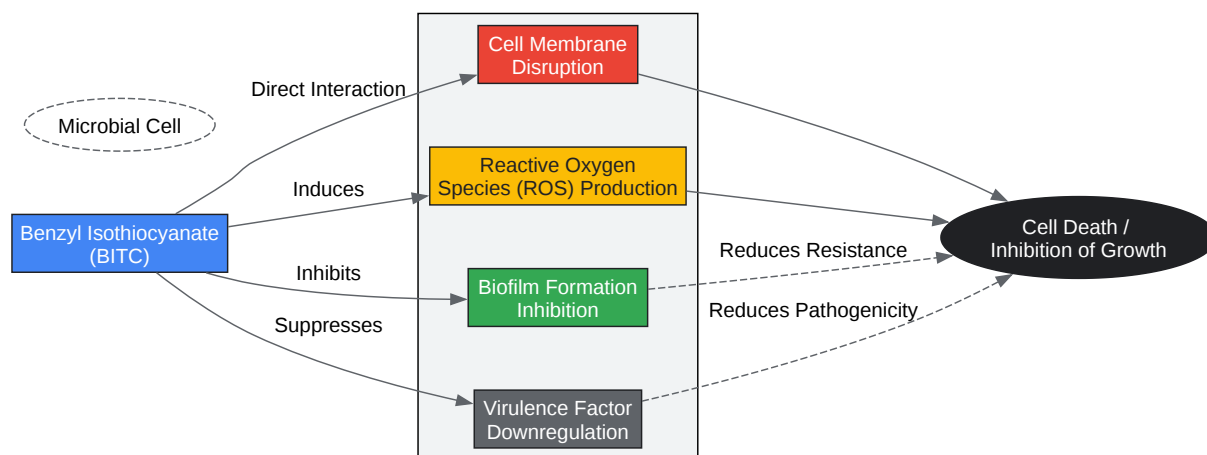 Cell Membrane
Disruption
Direct Interaction
Microbial Cell
Reactive Oxygen
Species (ROS) Production
Induces
Benzyl Isothiocyanate
(BITC)
Cell Death /
Inhibition of Growth
Reduces Resistance
Inhibits
Biofilm Formation
Inhibition
Reduces Pathogenicity
Suppresses
Virulence Factor
Downregulation